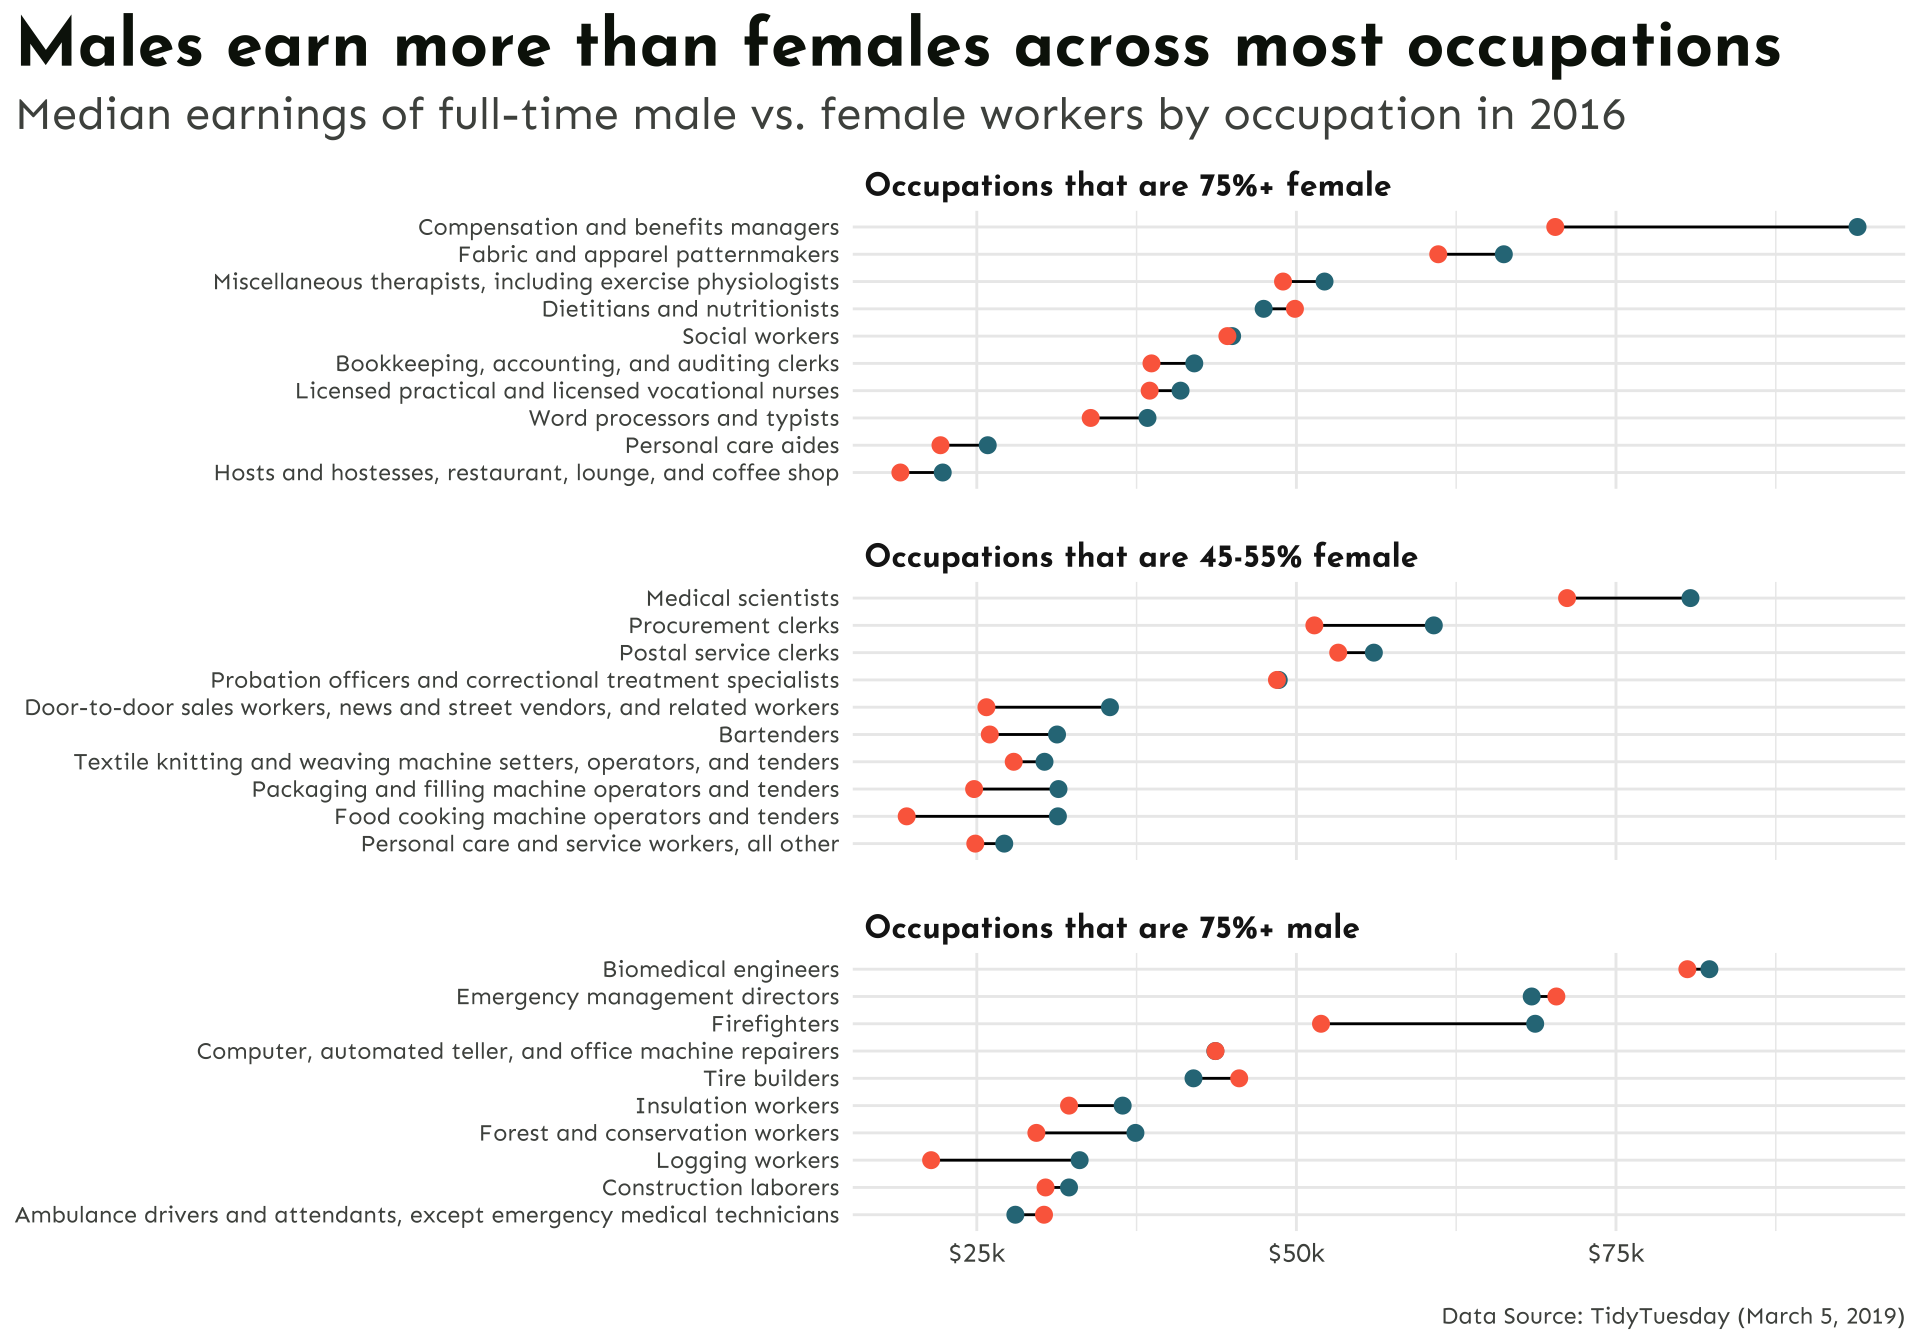 Males earn more than females across most occupations
Median earnings of full-time male vs. female workers by occupation in 2016
Occupations that are 75%+ female
Compensation and benefits managers
Fabric and apparel patternmakers
Miscellaneous therapists, including exercise physiologists
Dietitians and nutritionists
Social workers
Bookkeeping, accounting, and auditing clerks
Licensed practical and licensed vocational nurses
Word processors and typists
Personal care aides
Hosts and hostesses, restaurant, lounge, and coffee shop
Occupations that are 45-55% female
Medical scientists
Procurement clerks
Postal service clerks
Probation officers and correctional treatment specialists
Door-to-door sales workers, news and street vendors, and related workers
Bartenders
Textile knitting and weaving machine setters, operators, and tenders
Packaging and filling machine operators and tenders
Food cooking machine operators and tenders
Personal care and service workers, all other
Occupations that are 75%+ male
Biomedical engineers
Emergency management directors
Firefighters
Computer, automated teller, and office machine repairers
Tire builders
Insulation workers
Forest and conservation workers
Logging workers
Construction laborers
Ambulance drivers and attendants, except emergency medical technicians
$25k $50k $75k
Data Source: TidyTuesday (March 5, 2019)